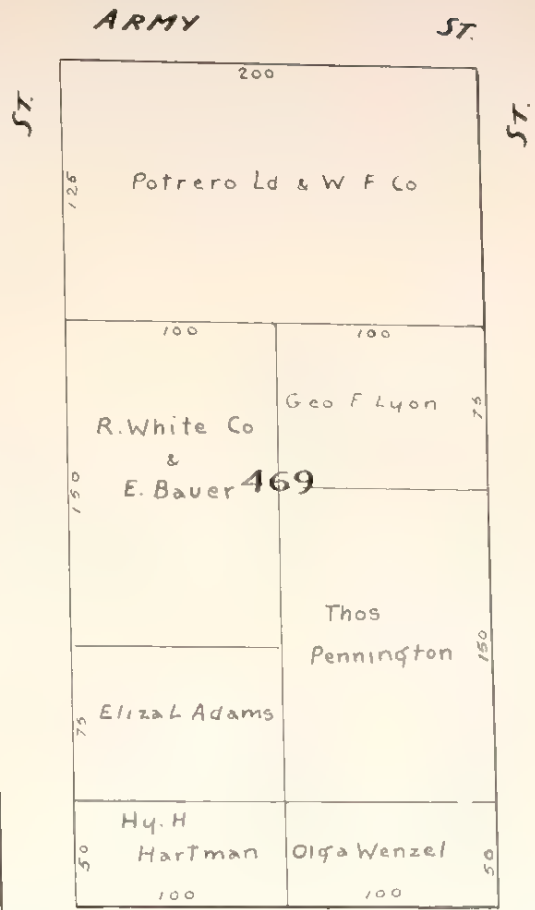 ARMY ST.
ST.
ST.
200
125
Potrero Ld & W F Co
100
100
R. White Co
&
E. Bauer
150
Geo F Lyon
75
469
Thos
Pennington
150
Eliza L Adams
75
Hy. H
Hartman
50
100
Olga Wenzel
50
100